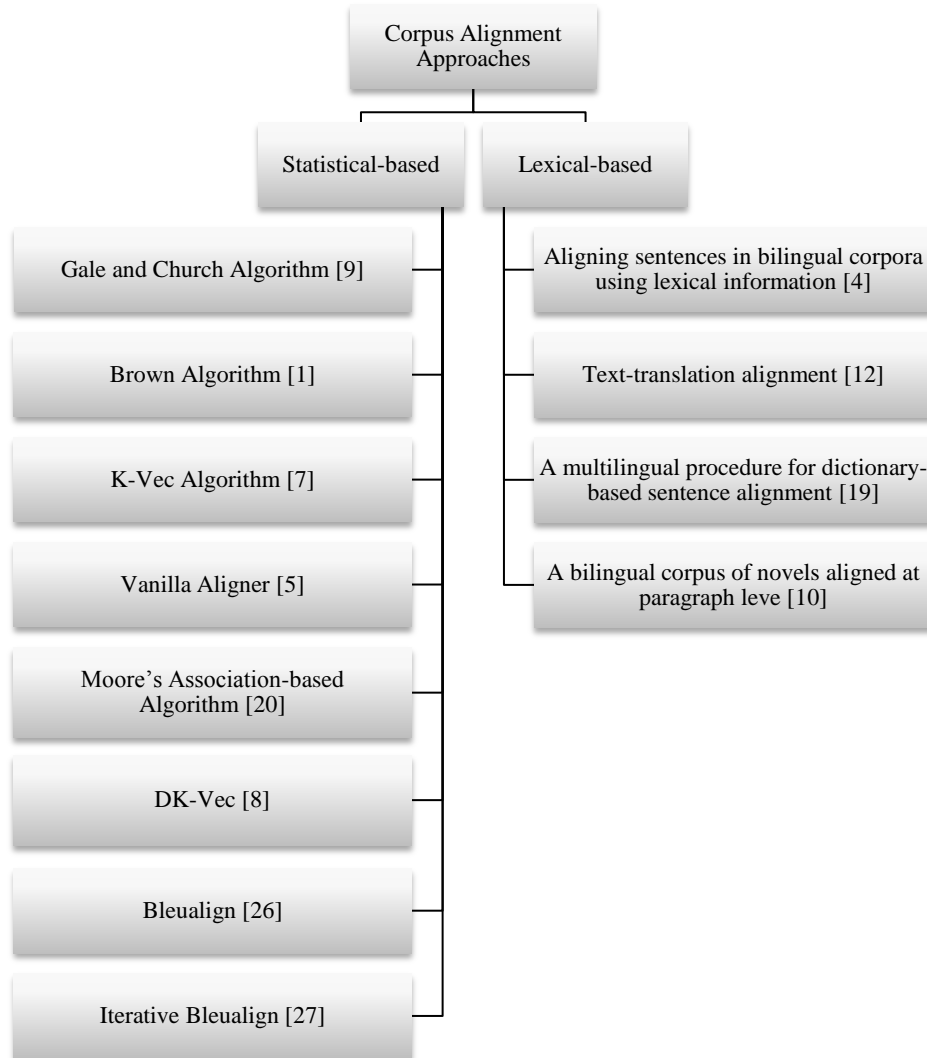 Corpus Alignment
Approaches
Statistical-based
Lexical-based
Gale and Church Algorithm [9]
Brown Algorithm [1]
K-Vec Algorithm [7]
Vanilla Aligner [5]
Moore’s Association-based
Algorithm [20]
DK-Vec [8]
Bleualign [26]
Iterative Bleualign [27]
Aligning sentences in bilingual corpora
using lexical information [4]
Text-translation alignment [12]
A multilingual procedure for dictionary-
based sentence alignment [19]
A bilingual corpus of novels aligned at
paragraph leve [10]